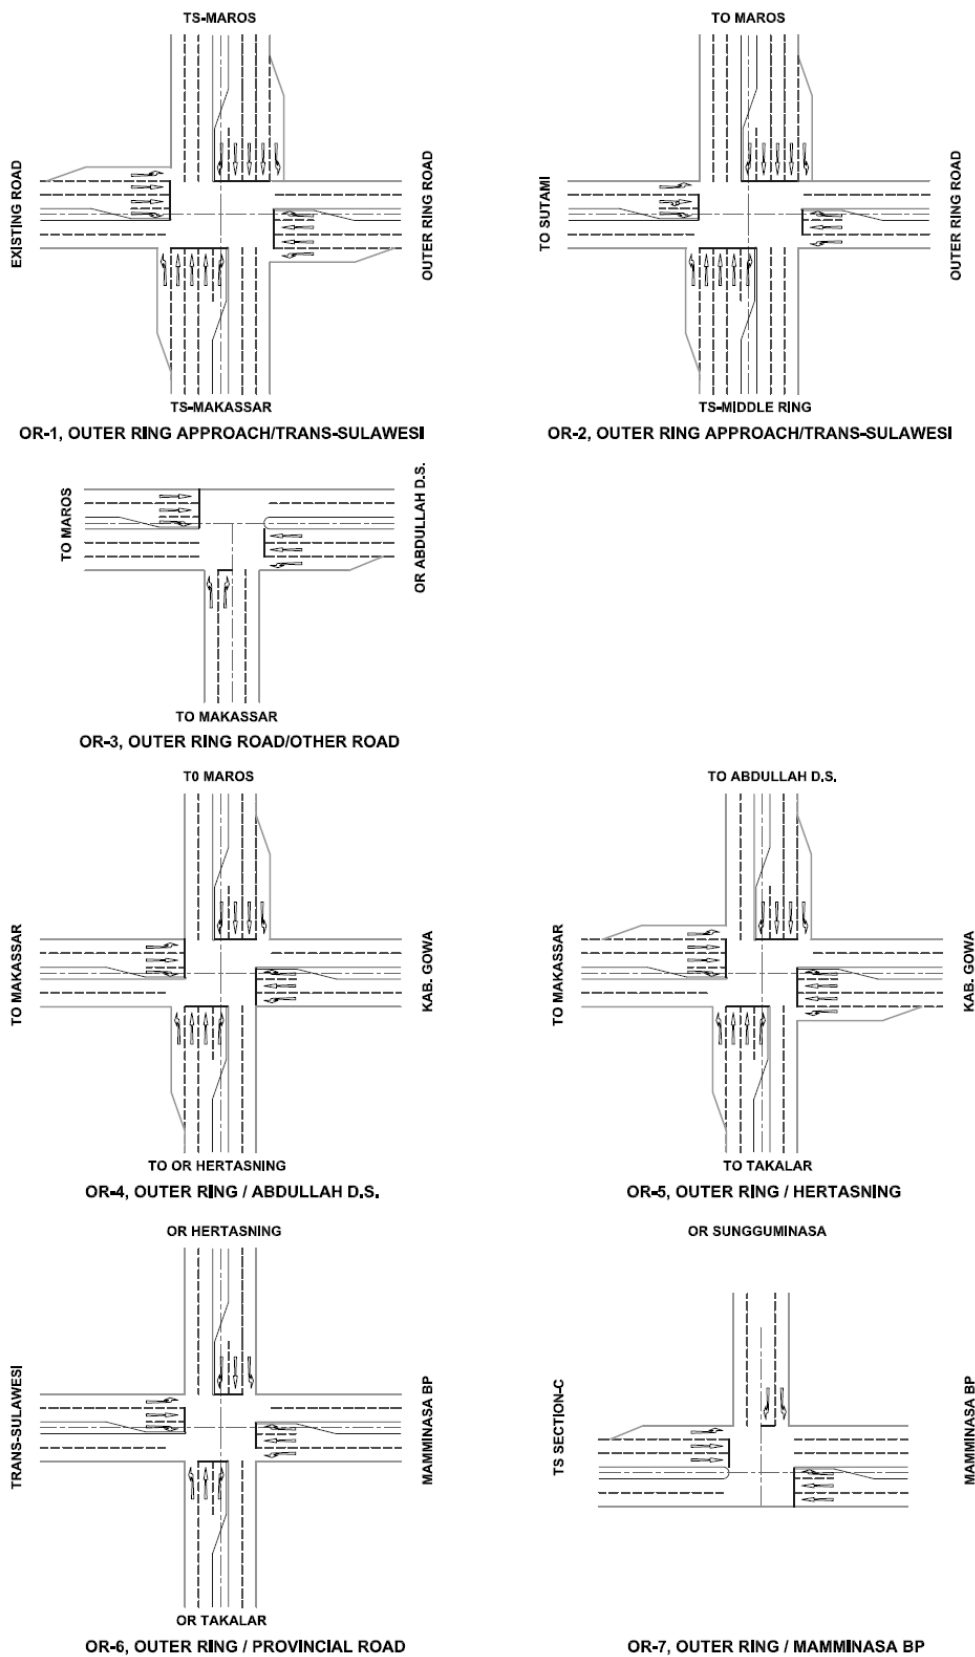 TS-MAROS
EXISTING ROAD
OUTER RING ROAD
TS-MAKASSAR
OR-1, OUTER RING APPROACH/TRANS-SULAWESI
TO MAROS
TO SUTAMI
OUTER RING ROAD
TS-MIDDLE RING
OR-2, OUTER RING APPROACH/TRANS-SULAWESI
TO MAROS
OR ABDULLAH D.S.
TO MAKASSAR
OR-3, OUTER RING ROAD/OTHER ROAD
T0 MAROS
TO MAKASSAR
KAB. GOWA
TO OR HERTASNING
OR-4, OUTER RING / ABDULLAH D.S.
TO ABDULLAH D.S.
TO MAKASSAR
KAB. GOWA
TO TAKALAR
OR-5, OUTER RING / HERTASNING
OR HERTASNING
TRANS-SULAWESI
MAMMINASA BP
OR TAKALAR
OR-6, OUTER RING / PROVINCIAL ROAD
OR SUNGGUMINASA
TS SECTION-C
MAMMINASA BP
OR-7, OUTER RING / MAMMINASA BP